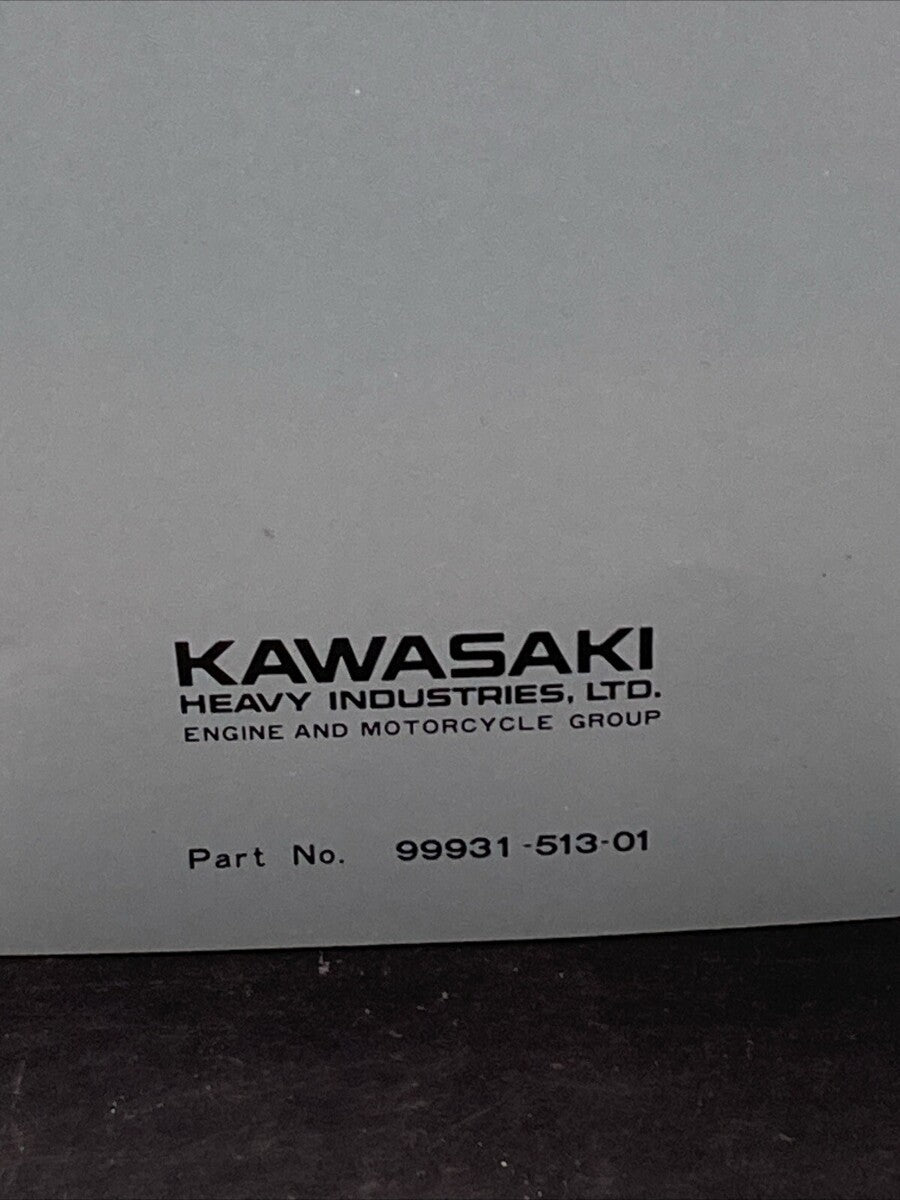 KAWASAKI
HEAVY INDUSTRIES, LTD.
ENGINE AND MOTORCYCLE GROUP
Part No. 99931-513-01